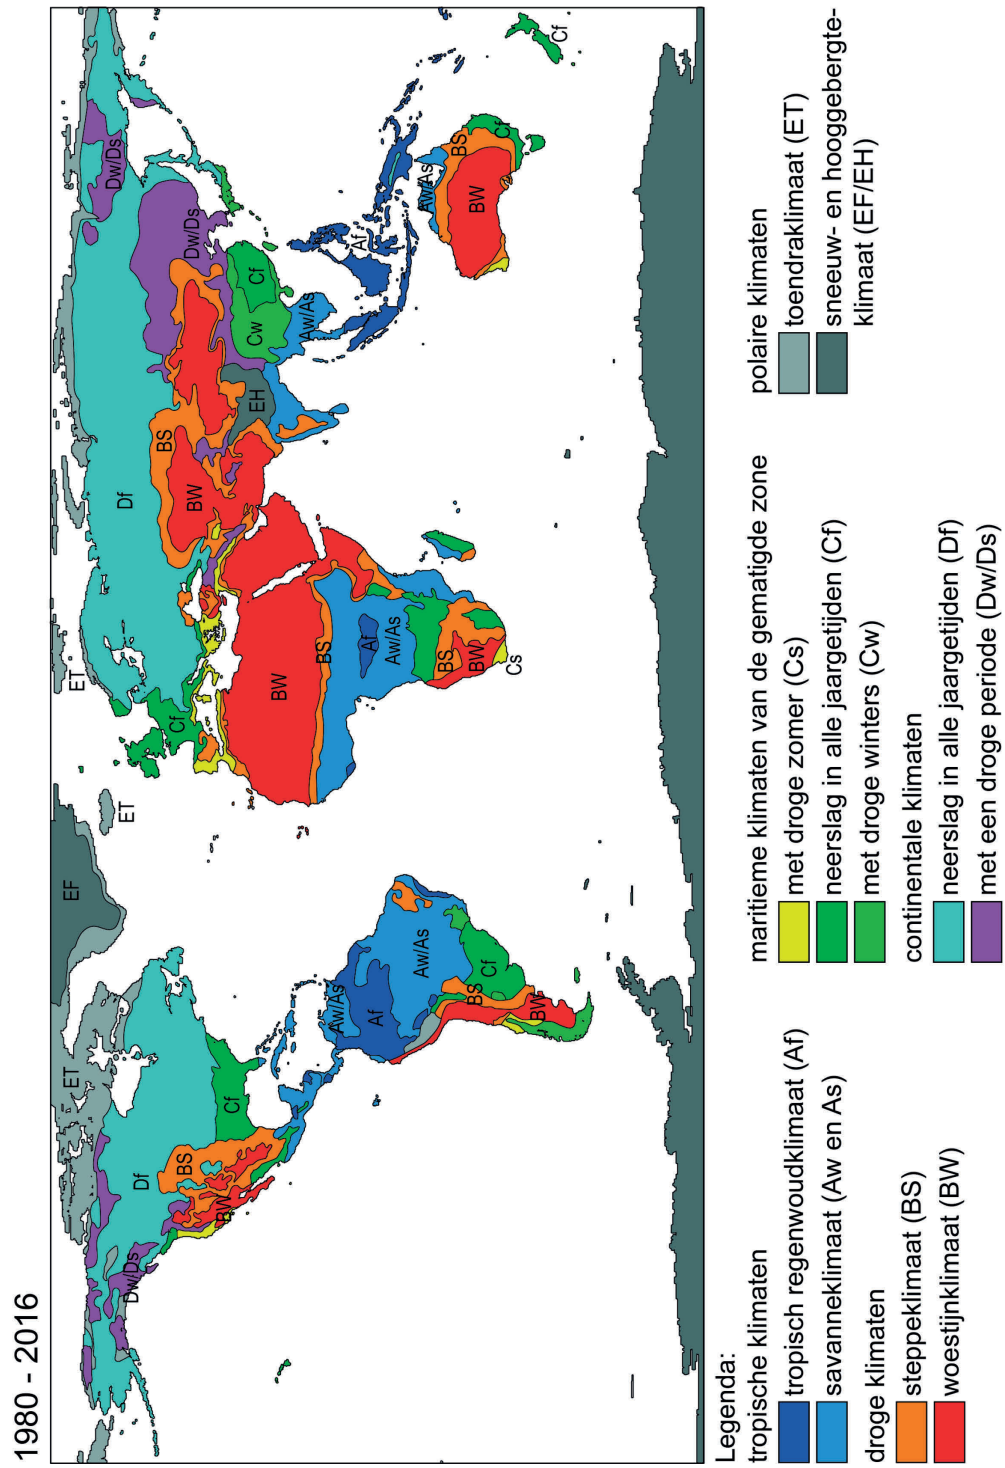 1980 - 2016
ET
EF
ET
ET
Df
Dw/Ds
Df
Dw/Ds
BS
BW
Cf
Cf
BS
BW
Dw/Ds
EH
Cw
Cf
BW
BS
Aw/As
Af
Aw/As
Aw/As
Af
Aw/As
BS
Cf
BW
BS
BW
Cs
Af
Aw/As
BS
BW
Cf
Cf
Legenda:
tropische klimaten
tropisch regenwoudklimaat (Af)
savanneklimaat (Aw en As)
droge klimaten
steppeklimaat (BS)
woestijnklimaat (BW)
maritieme klimaten van de gematigde zone
met droge zomer (Cs)
neerslag in alle jaargetijden (Cf)
met droge winters (Cw)
continentale klimaten
neerslag in alle jaargetijden (Df)
met een droge periode (Dw/Ds)
polaire klimaten
toendraklimaat (ET)
sneeuw- en hooggebergte-
klimaat (EF/EH)